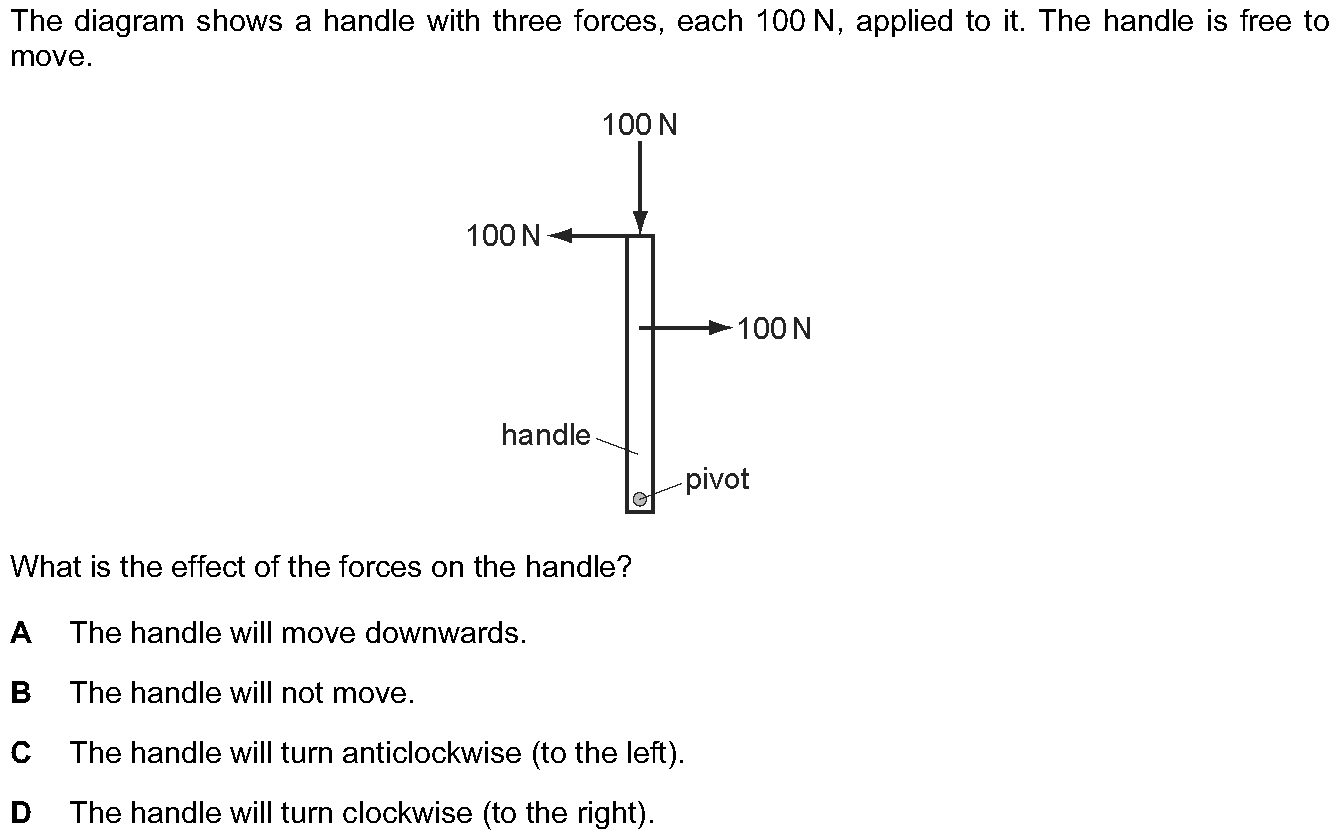 The diagram shows a handle with three forces, each 100 N, applied to it. The handle is free to
move.
100 N
100 N
100 N
handle
pivot
What is the effect of the forces on the handle?
A The handle will move downwards.
B The handle will not move.
C The handle will turn anticlockwise (to the left).
D The handle will turn clockwise (to the right).